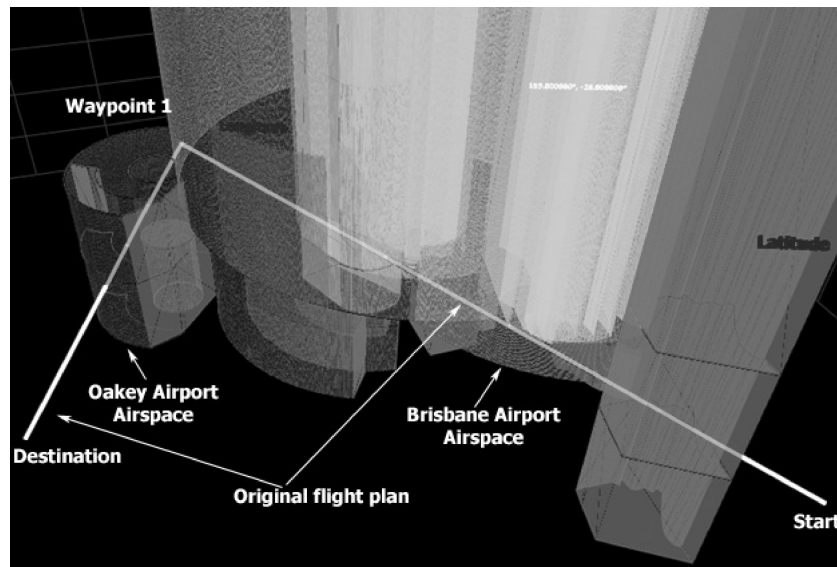 Waypoint 1
Latitude
Oakey Airport
Airspace
Brisbane Airport
Airspace
Destination
Original flight plan
Start